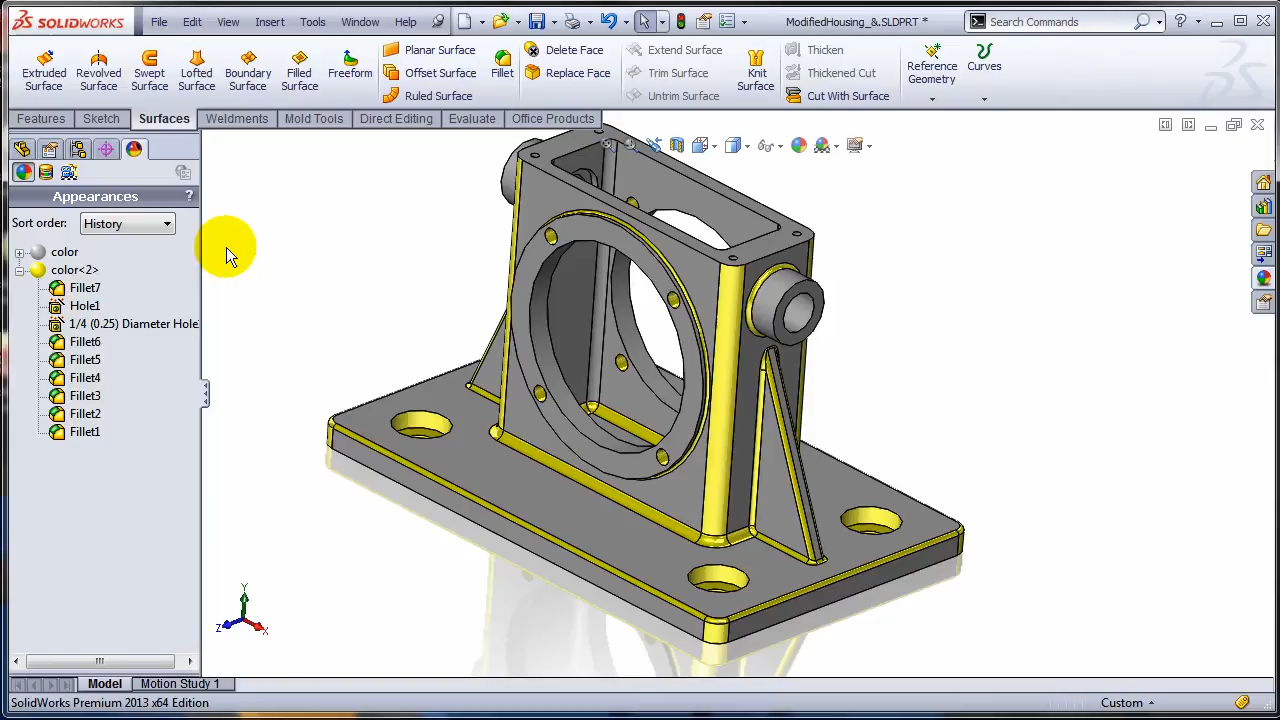 SOLIDWORKS File Edit View Insert Tools Window Help ModifiedHousing_&.SLDPRT * Search Commands
Extruded Surface
Revolved Surface
Swept Surface
Lofted Surface
Boundary Surface
Filled Surface
Freeform
Planar Surface
Offset Surface
Ruled Surface
Fillet
Delete Face
Replace Face
Extend Surface
Trim Surface
Untrim Surface
Knit Surface
Thicken
Thickened Cut
Cut With Surface
Reference Geometry
Curves
Features Sketch Surfaces Weldments Mold Tools Direct Editing Evaluate Office Products
Appearances ?
Sort order: History
color
color<2>
Fillet7
Hole1
1/4 (0.25) Diameter Hole
Fillet6
Fillet5
Fillet4
Fillet3
Fillet2
Fillet1
Y
Z X
Model Motion Study 1
SolidWorks Premium 2013 x64 Edition Custom